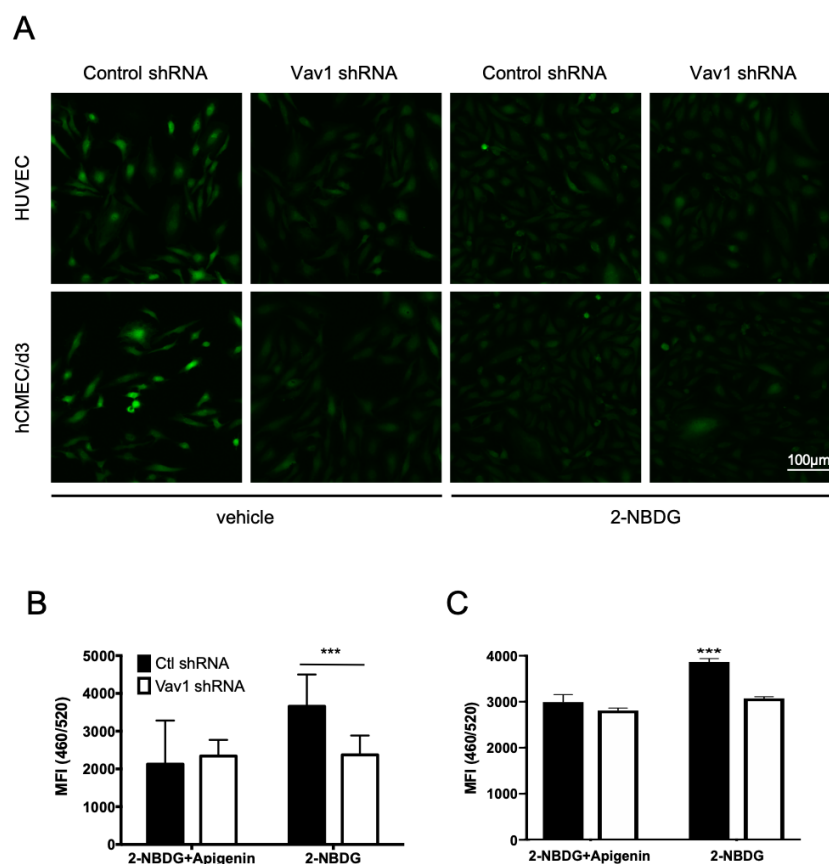 A
Control shRNA Vav1 shRNA Control shRNA Vav1 shRNA
HUVEC
hCMEC/d3
100µm
vehicle 2-NBDG
B
MFI (460/520)
5000
4000
3000
2000
1000
0
Ctl shRNA
Vav1 shRNA
***
2-NBDG+Apigenin 2-NBDG
C
MFI (460/520)
4000
3000
2000
1000
0
***
2-NBDG+Apigenin 2-NBDG